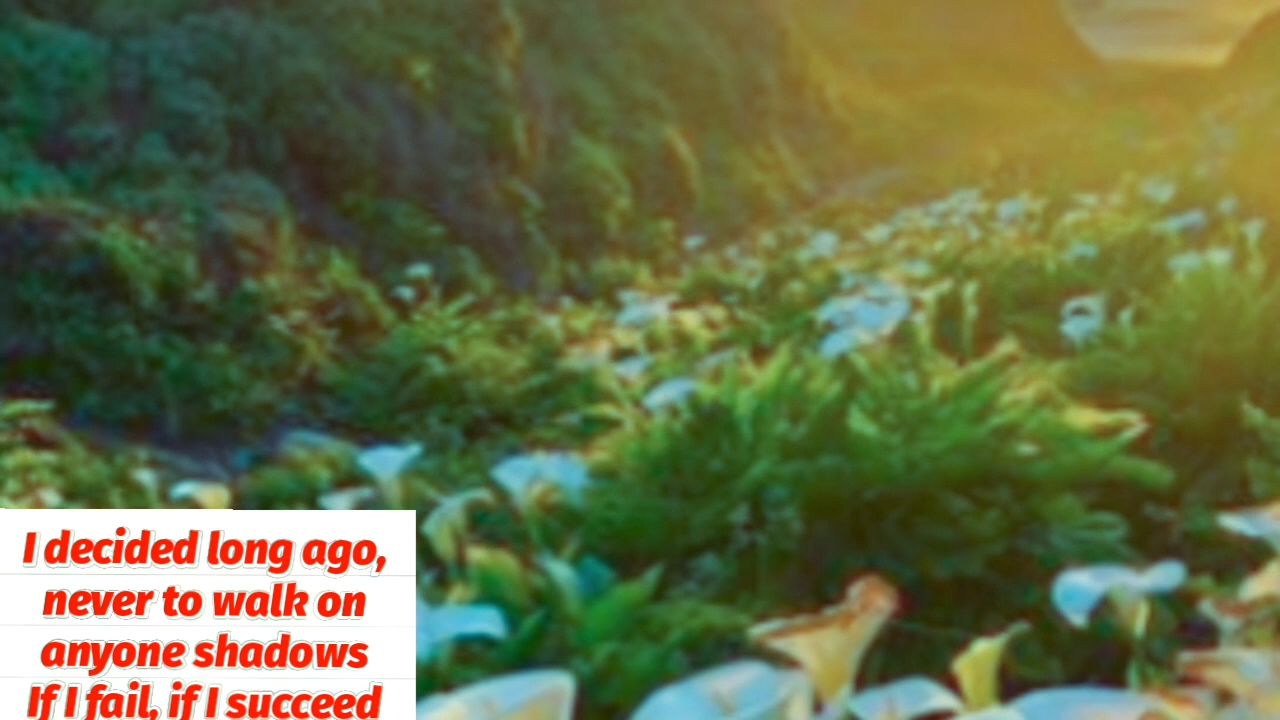 I decided long ago,
never to walk on
anyone shadows
If I fail, if I succeed